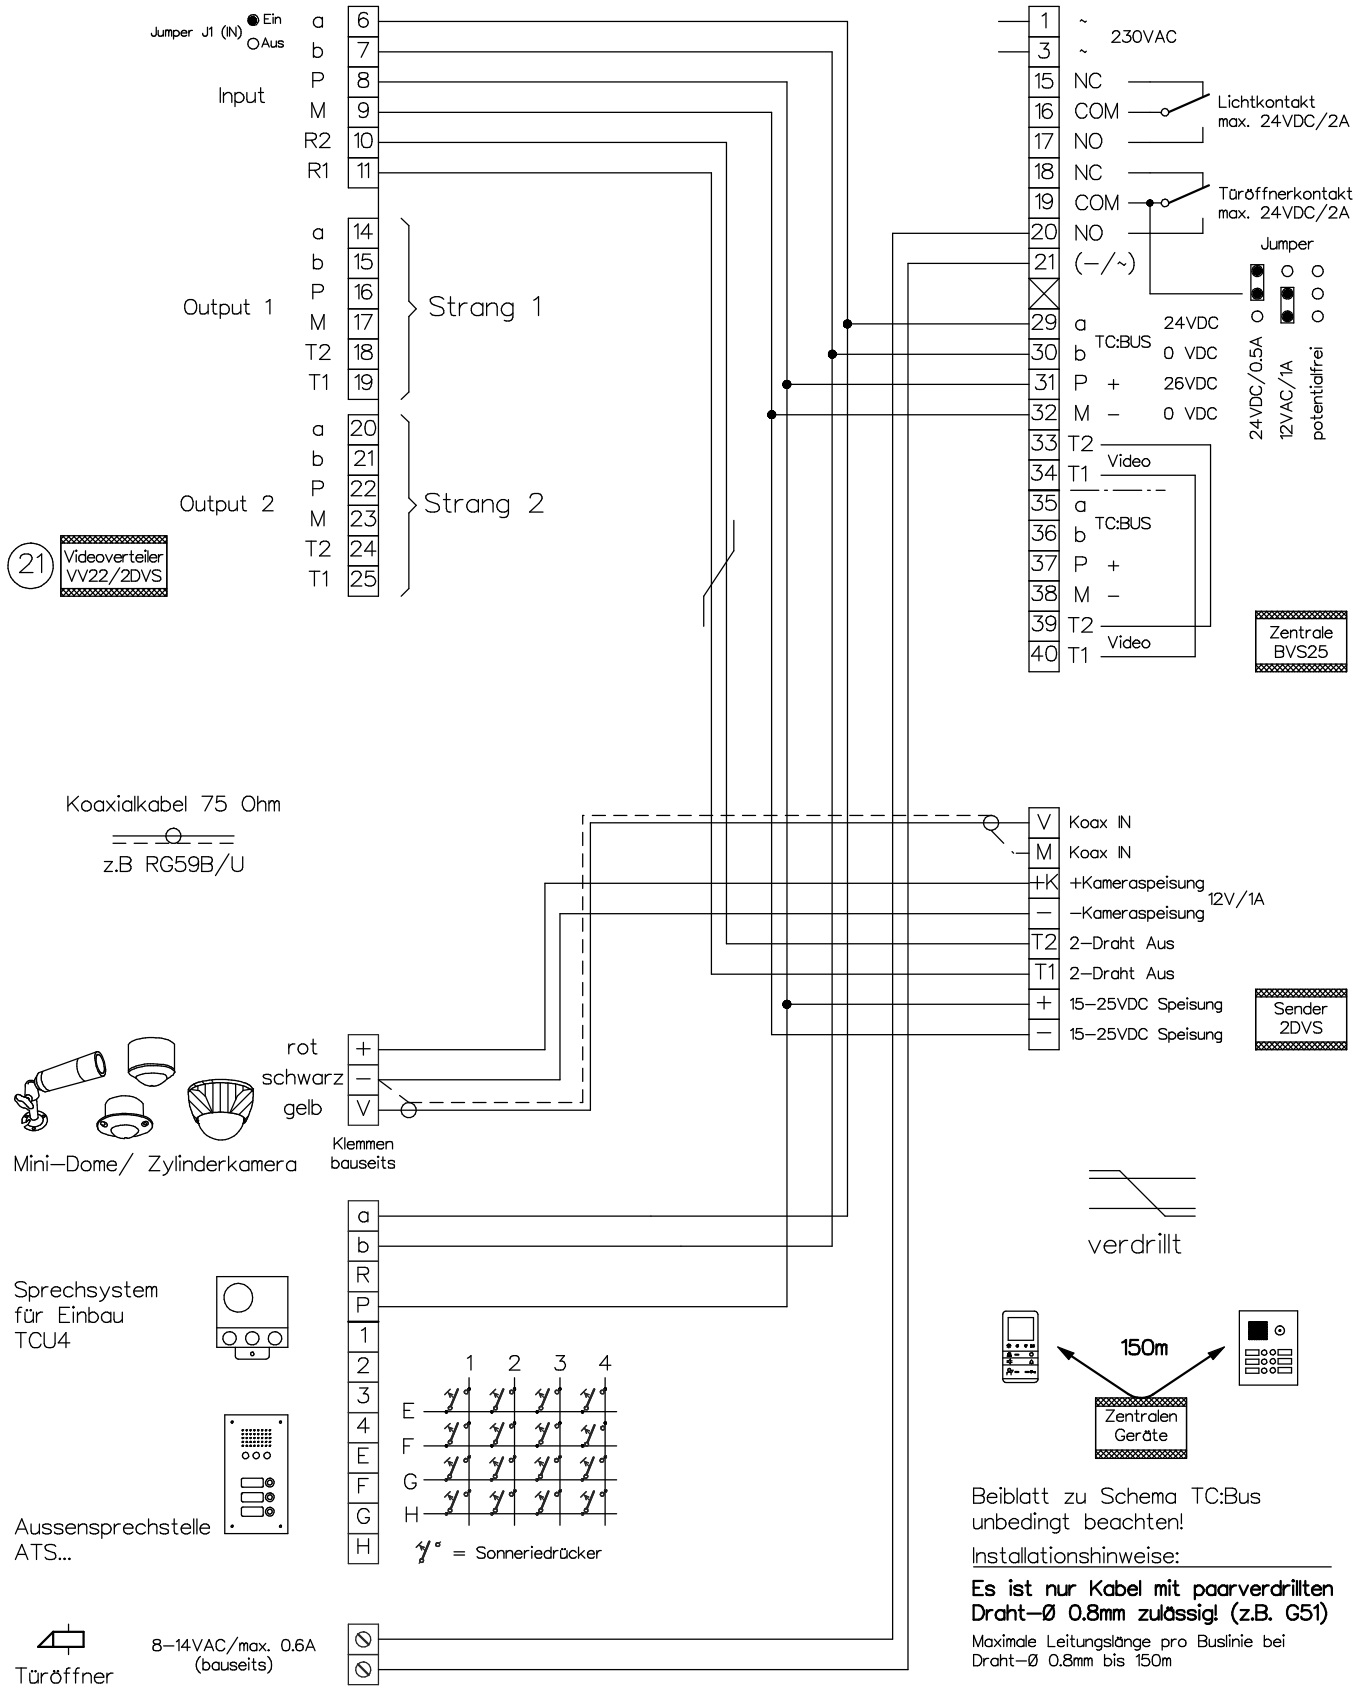 Jumper J1 (IN)
Ein
Aus
Input
a 6
b 7
P 8
M 9
R2 10
R1 11
Output 1
a 14
b 15
P 16
M 17
T2 18
T1 19
Strang 1
Output 2
a 20
b 21
P 22
M 23
T2 24
T1 25
Strang 2
21
Videoverteiler
VV22/2DVS
1 ~
3 ~
230VAC
15 NC
16 COM
17 NO
Lichtkontakt
max. 24VDC/2A
18 NC
19 COM
20 NO
Türöffnerkontakt
max. 24VDC/2A
21 (−/~)
Jumper
24VDC/0.5A
12VAC/1A
potentialfrei
29 a 24VDC
TC:BUS
30 b 0 VDC
31 P + 26VDC
32 M − 0 VDC
33 T2
Video
34 T1
35 a
TC:BUS
36 b
37 P +
38 M −
39 T2
Video
40 T1
Zentrale
BVS25
Koaxialkabel 75 Ohm
z.B RG59B/U
V Koax IN
M Koax IN
+K +Kameraspeisung
12V/1A
− −Kameraspeisung
T2 2−Draht Aus
T1 2−Draht Aus
+ 15−25VDC Speisung
− 15−25VDC Speisung
Sender
2DVS
rot +
schwarz −
gelb V
Klemmen
bauseits
Mini−Dome/ Zylinderkamera
verdrillt
a
b
R
P
1
2
3
4
E
F
G
H
Sprechsystem
für Einbau
TCU4
1 2 3 4
E
F
G
H
= Sonneriedrücker
Aussensprechstelle
ATS...
150m
Zentralen
Geräte
Beiblatt zu Schema TC:Bus
unbedingt beachten!
Installationshinweise:
Es ist nur Kabel mit paarverdrillten
Draht−Ø 0.8mm zulässig! (z.B. G51)
Maximale Leitungslänge pro Buslinie bei
Draht−Ø 0.8mm bis 150m
Türöffner
8−14VAC/max. 0.6A
(bauseits)